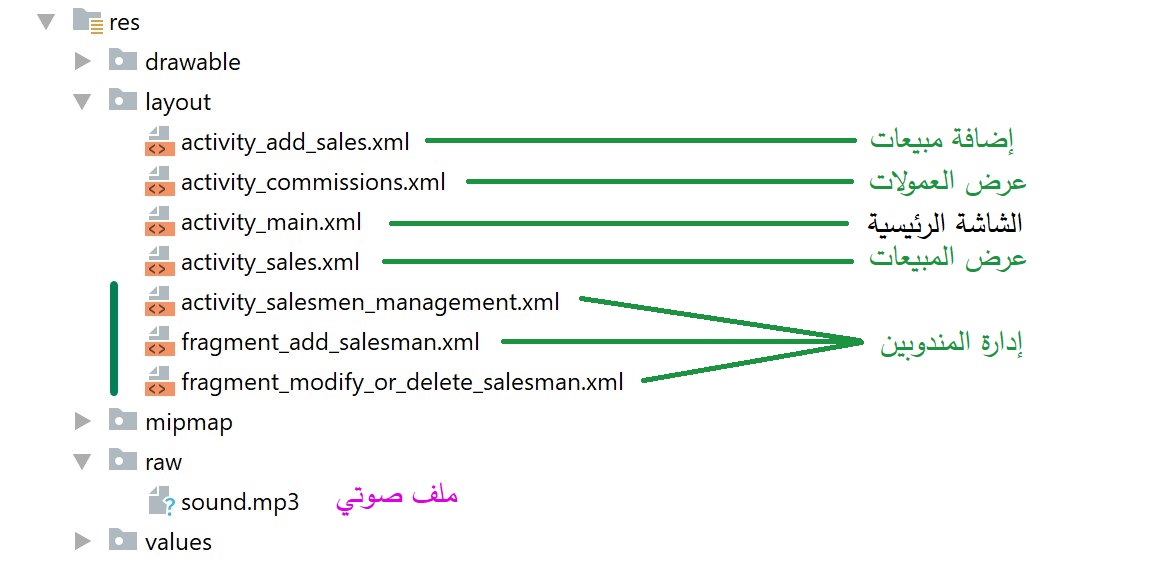 res
drawable
layout
activity_add_sales.xml إضافة مبيعات
activity_commissions.xml عرض العمولات
activity_main.xml الشاشة الرئيسية
activity_sales.xml عرض المبيعات
activity_salesmen_management.xml
fragment_add_salesman.xml إدارة المندوبين
fragment_modify_or_delete_salesman.xml
mipmap
raw
sound.mp3 ملف صوتي
values